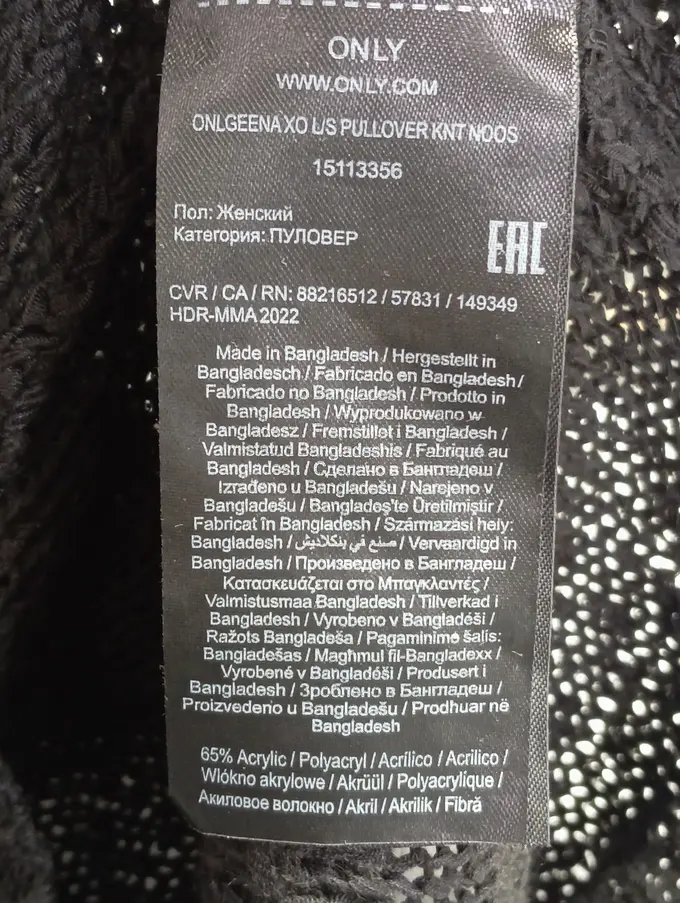 ONLY
WWW.ONLY.COM
ONLGEENA XO L/S PULLOVER KNT NOOS
15113356
Пол: Женский
Категория: ПУЛОВЕР
EAC
CVR / CA / RN: 88216512 / 57831 / 149349
HDR-MMA 2022
Made in Bangladesh / Hergestellt in
Bangladesch / Fabricado en Bangladesh /
Fabricado no Bangladesh / Prodotto in
Bangladesh / Wyprodukowano w
Bangladesz / Fremstillet i Bangladesh /
Valmistatud Bangladeshis / Fabriqué au
Bangladesh / Сделано в Бангладеш /
Izrađeno u Bangladešu / Narejeno v
Bangladešu / Bangladeş'te Üretilmiştir /
Fabricat în Bangladesh / Származási hely:
Bangladesh / صنع في بنكلاديش / Vervaardigd in
Bangladesh / Произведено в Бангладеш /
Κατασκευάζεται στο Μπαγκλαντές /
Valmistusmaa Bangladesh / Tillverkad i
Bangladesh / Vyrobeno v Bangladéši /
Ražots Bangladeša / Pagaminimo šalis:
Bangladešas / Magħmul fil-Bangladexx /
Vyrobené v Bangladéši / Produsert i
Bangladesh / Зроблено в Бангладеш /
Proizvedeno u Bangladešu / Prodhuar në
Bangladesh
65% Acrylic / Polyacryl / Acrílico / Acrilico /
Włókno akrylowe / Akrüül / Polyacrylique /
Акиловое волокно / Akril / Akrilik / Fibră